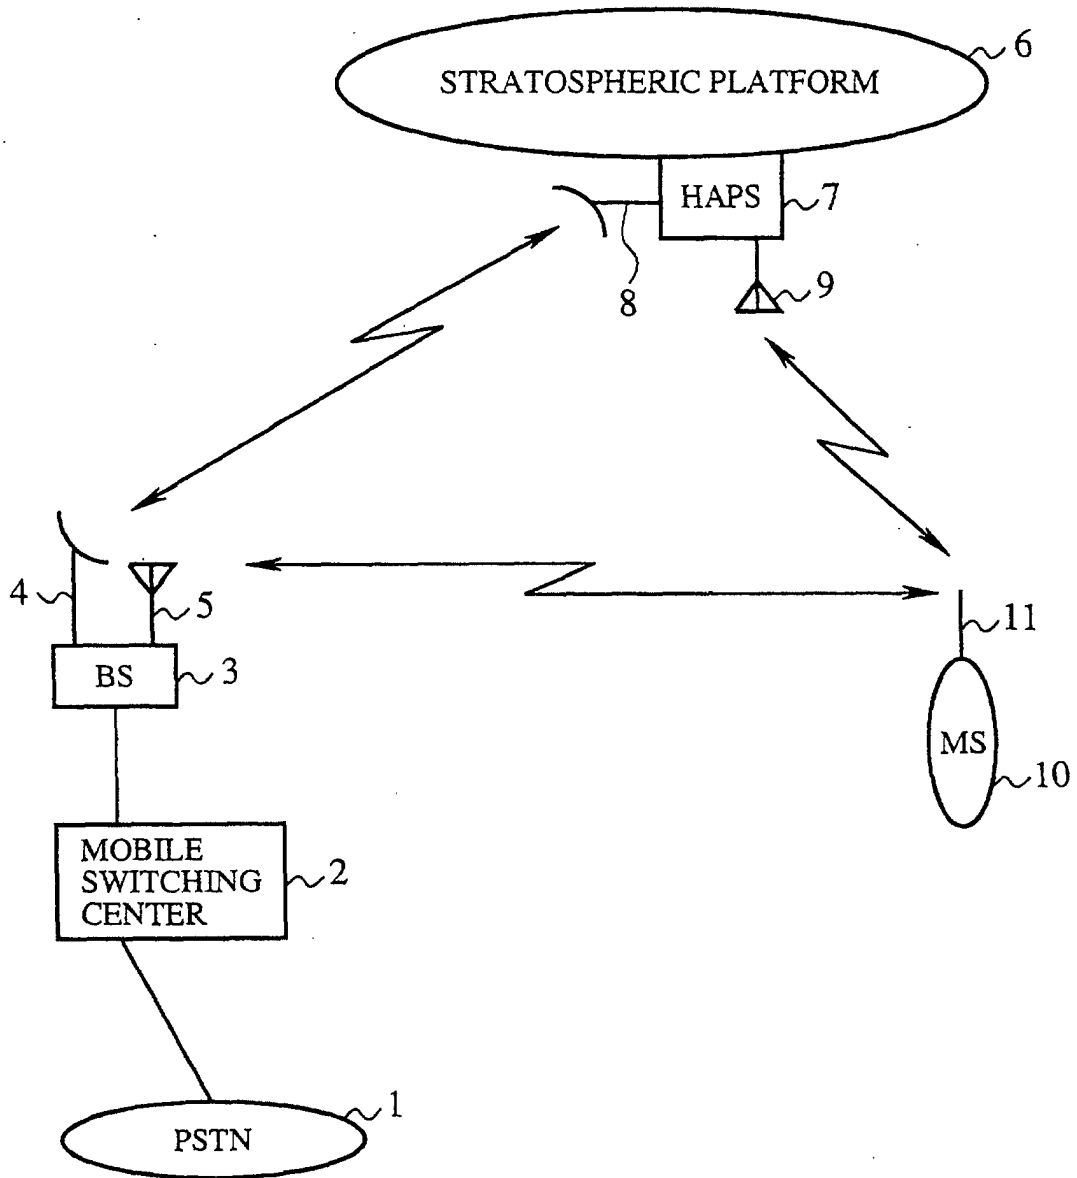 STRATOSPHERIC PLATFORM
6
HAPS
7
8
9
4
5
11
BS
3
MS
10
MOBILE
SWITCHING
CENTER
2
1
PSTN